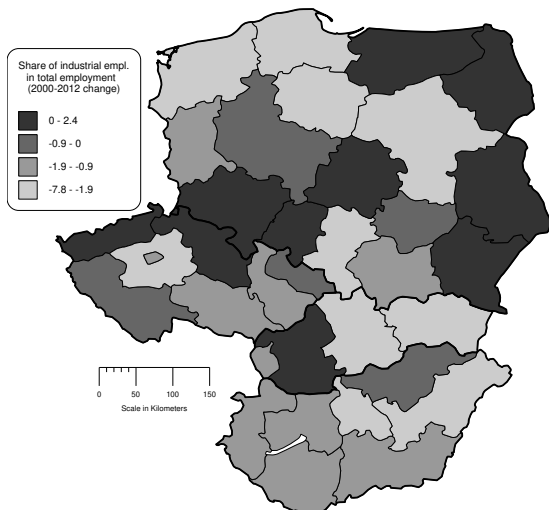 Share of industrial empl.
in total employment
(2000-2012 change)
0 - 2.4
-0.9 - 0
-1.9 - -0.9
-7.8 - -1.9
0 50 100 150
Scale in Kilometers